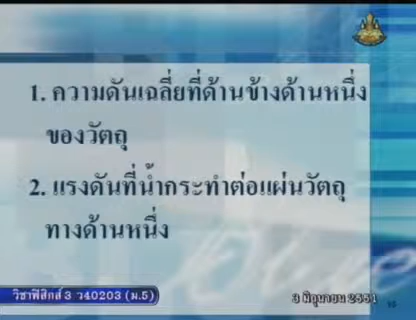 1. ความดันเฉลี่ยที่ด้านข้างด้านหนึ่ง
ของวัตถุ
2. แรงดันที่น้ำกระทำต่อแผ่นวัตถุ
ทางด้านหนึ่ง
วิชาฟิสิกส์ 3 ว40203 (ม.5)
3 มิถุนายน 2551